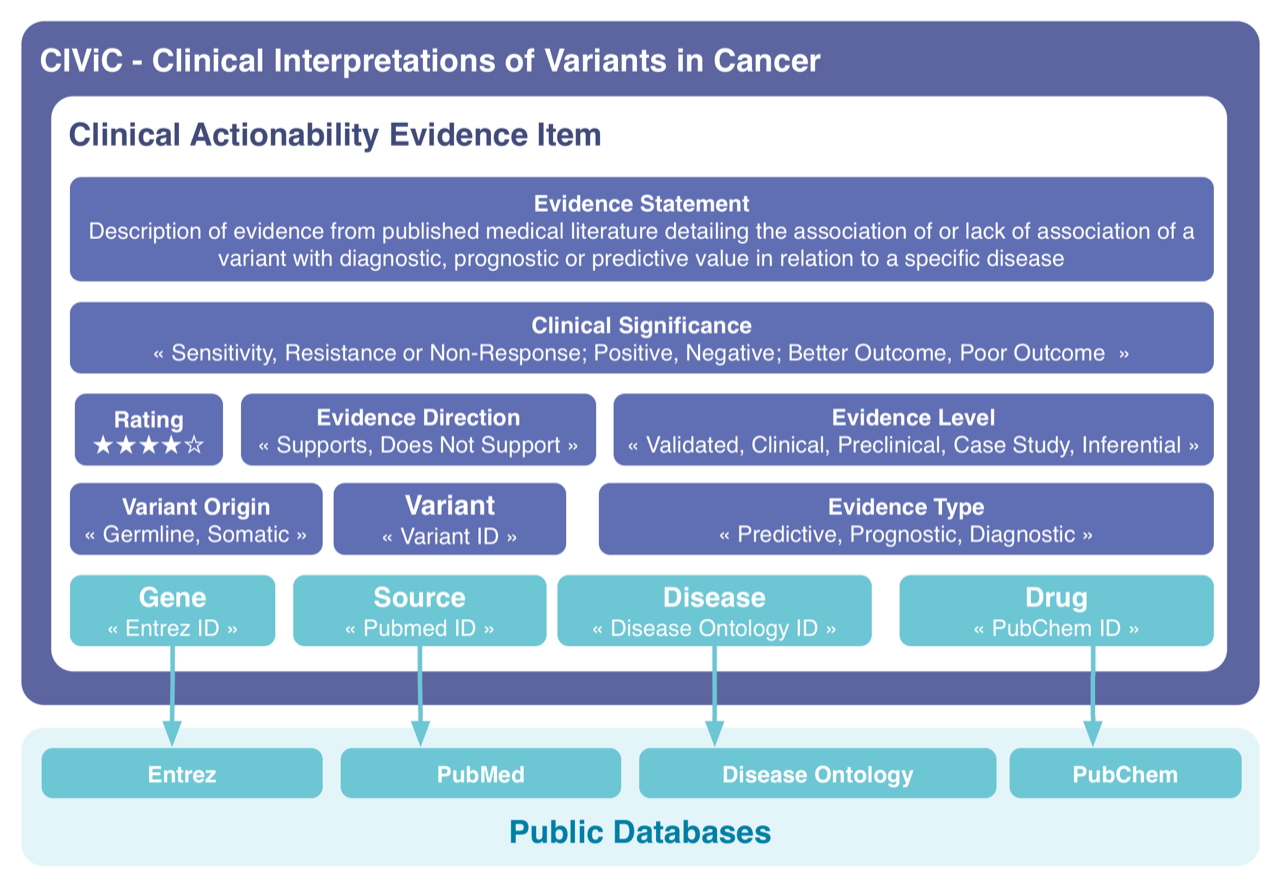 CIViC - Clinical Interpretations of Variants in Cancer
Clinical Actionability Evidence Item
Evidence Statement
Description of evidence from published medical literature detailing the association of or lack of association of a
variant with diagnostic, prognostic or predictive value in relation to a specific disease
Clinical Significance
« Sensitivity, Resistance or Non-Response; Positive, Negative; Better Outcome, Poor Outcome »
Rating
★★★★☆
Evidence Direction
« Supports, Does Not Support »
Evidence Level
« Validated, Clinical, Preclinical, Case Study, Inferential »
Variant Origin
« Germline, Somatic »
Variant
« Variant ID »
Evidence Type
« Predictive, Prognostic, Diagnostic »
Gene
« Entrez ID »
Source
« Pubmed ID »
Disease
« Disease Ontology ID »
Drug
« PubChem ID »
Entrez
PubMed
Disease Ontology
PubChem
Public Databases